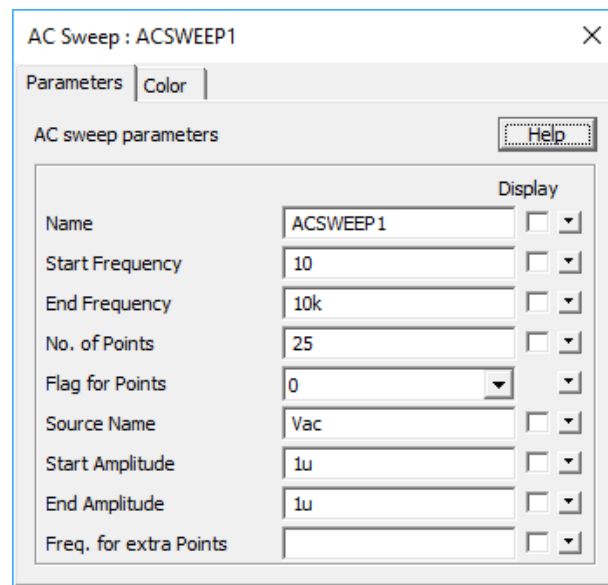 AC Sweep : ACSWEEP1
Parameters Color
AC sweep parameters Help
Display
Name ACSWEEP1
Start Frequency 10
End Frequency 10k
No. of Points 25
Flag for Points 0
Source Name Vac
Start Amplitude 1u
End Amplitude 1u
Freq. for extra Points